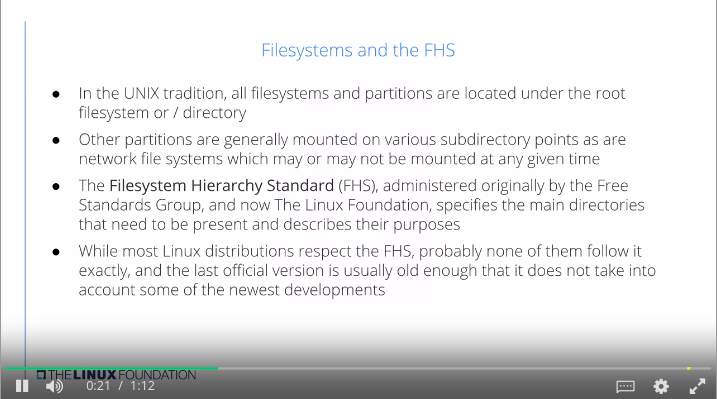 Filesystems and the FHS
● In the UNIX tradition, all filesystems and partitions are located under the root
filesystem or / directory
● Other partitions are generally mounted on various subdirectory points as are
network file systems which may or may not be mounted at any given time
● The Filesystem Hierarchy Standard (FHS), administered originally by the Free
Standards Group, and now The Linux Foundation, specifies the main directories
that need to be present and describes their purposes
● While most Linux distributions respect the FHS, probably none of them follow it
exactly, and the last official version is usually old enough that it does not take into
account some of the newest developments
THE LINUX FOUNDATION
0:21 / 1:12